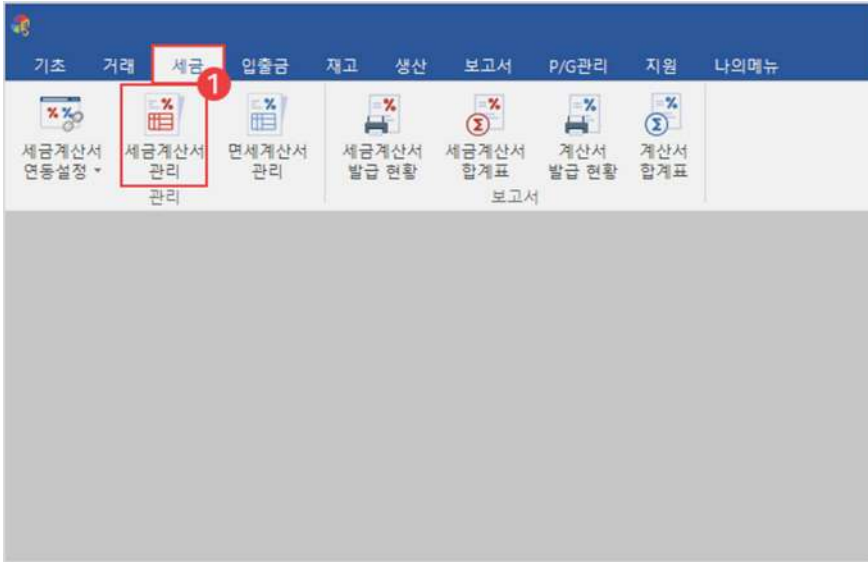 기초 거래 세금 입출금 재고 생산 보고서 P/G관리 지원 나의메뉴
1
세금계산서 세금계산서 면세계산서 세금계산서 세금계산서 계산서 계산서
연동설정 관리 관리 발급 현황 합계표 발급 현황 합계표
관리 보고서